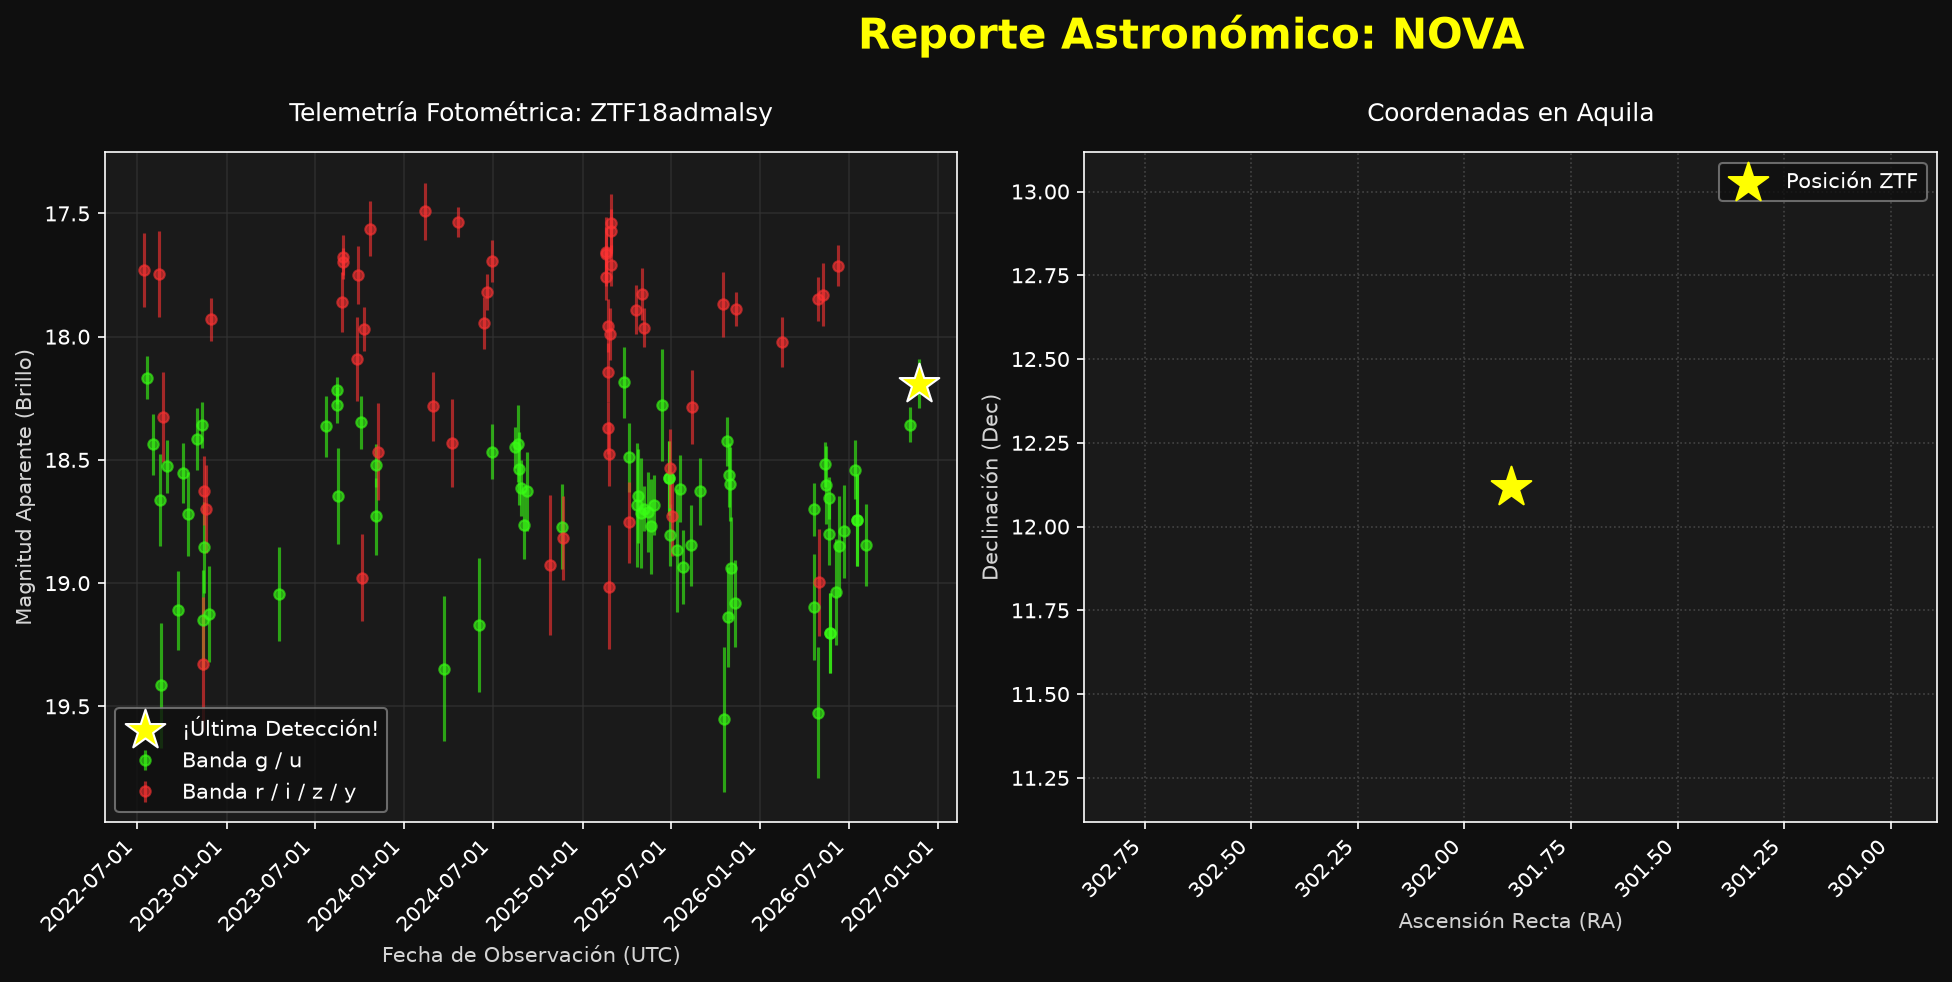 Reporte Astronómico: NOVA
Telemetría Fotométrica: ZTF18admalsy
Magnitud Aparente (Brillo)
17.5
18.0
18.5
19.0
19.5
¡Última Detección!
Banda g / u
Banda r / i / z / y
2022-07-01
2023-01-01
2023-07-01
2024-01-01
2024-07-01
2025-01-01
2025-07-01
2026-01-01
2026-07-01
2027-01-01
Fecha de Observación (UTC)
Coordenadas en Aquila
Declinación (Dec)
13.00
12.75
12.50
12.25
12.00
11.75
11.50
11.25
Posición ZTF
302.75
302.50
302.25
302.00
301.75
301.50
301.25
301.00
Ascensión Recta (RA)